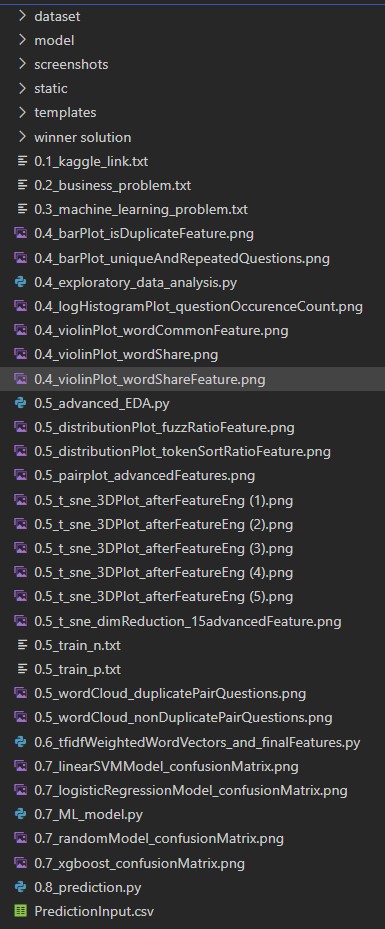 dataset
model
screenshots
static
templates
winner solution
0.1_kaggle_link.txt
0.2_business_problem.txt
0.3_machine_learning_problem.txt
0.4_barPlot_isDuplicateFeature.png
0.4_barPlot_uniqueAndRepeatedQuestions.png
0.4_exploratory_data_analysis.py
0.4_logHistogramPlot_questionOccurenceCount.png
0.4_violinPlot_wordCommonFeature.png
0.4_violinPlot_wordShare.png
0.4_violinPlot_wordShareFeature.png
0.5_advanced_EDA.py
0.5_distributionPlot_fuzzRatioFeature.png
0.5_distributionPlot_tokenSortRatioFeature.png
0.5_pairplot_advancedFeatures.png
0.5_t_sne_3DPlot_afterFeatureEng (1).png
0.5_t_sne_3DPlot_afterFeatureEng (2).png
0.5_t_sne_3DPlot_afterFeatureEng (3).png
0.5_t_sne_3DPlot_afterFeatureEng (4).png
0.5_t_sne_3DPlot_afterFeatureEng (5).png
0.5_t_sne_dimReduction_15advancedFeature.png
0.5_train_n.txt
0.5_train_p.txt
0.5_wordCloud_duplicatePairQuestions.png
0.5_wordCloud_nonDuplicatePairQuestions.png
0.6_tfidfWeightedWordVectors_and_finalFeatures.py
0.7_linearSVMModel_confusionMatrix.png
0.7_logisticRegressionModel_confusionMatrix.png
0.7_ML_model.py
0.7_randomModel_confusionMatrix.png
0.7_xgboost_confusionMatrix.png
0.8_prediction.py
PredictionInput.csv